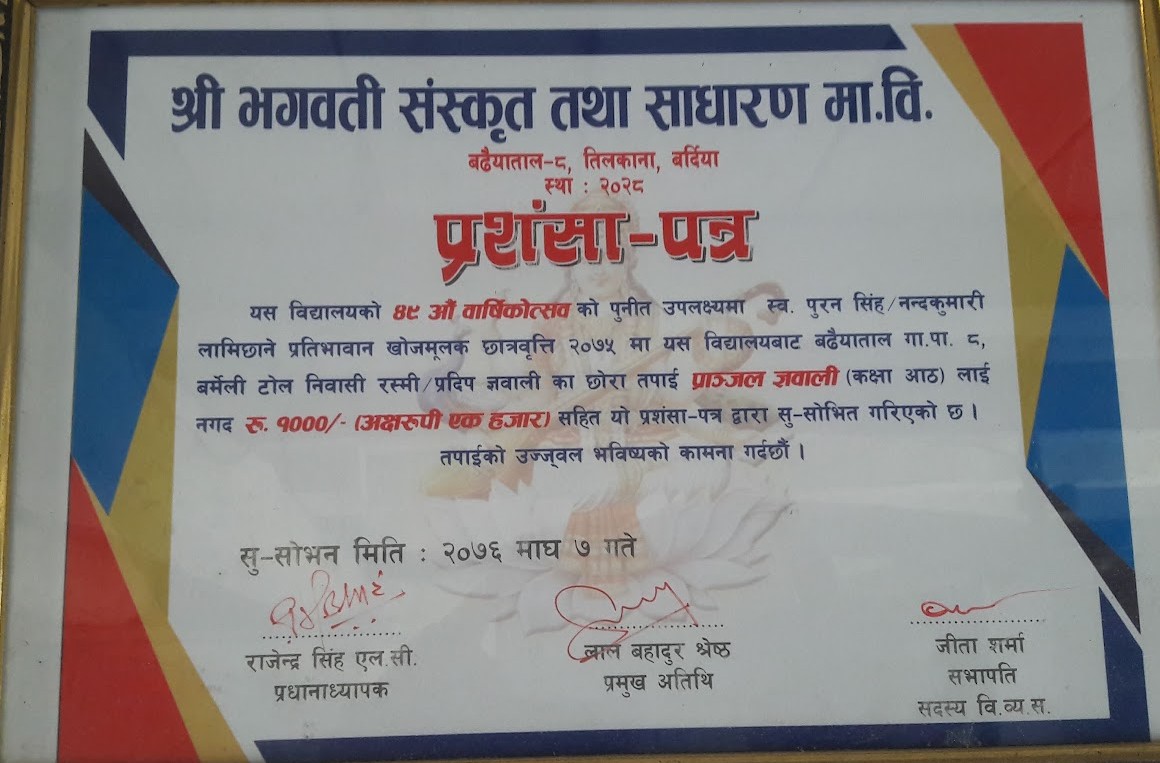 श्री भगवती संस्कृत तथा साधारण मा.वि.
बढैयाताल-८, तिलकाना, बर्दिया
स्था : २०२८
प्रशंसा-पत्र
यस विद्यालयको ४९ औं वार्षिकोत्सव को पुनीत उपलक्ष्यमा स्व. पुरन सिंह/नन्दकुमारी
लामिछाने प्रतिभावान खोजमूलक छात्रवृत्ति २०७५ मा यस विद्यालयबाट बढैयाताल गा.पा. ८,
बर्मेली टोल निवासी रस्मी/प्रदिप ज्ञवाली का छोरा तपाई प्राञ्जल ज्ञवाली (कक्षा आठ) लाई
नगद रू. १०००/- (अक्षरुपी एक हजार) सहित यो प्रशंसा-पत्र द्वारा सु-सोभित गरिएको छ ।
तपाईको उज्ज्वल भविष्यको कामना गर्दछौं ।
सु-सोभन मिति : २०७६ माघ ७ गते
राजेन्द्र सिंह एल.सी.
प्रधानाध्यापक
लाल बहादुर श्रेष्ठ
प्रमुख अतिथि
जीता शर्मा
सभापति
सदस्य वि.व्य.स.